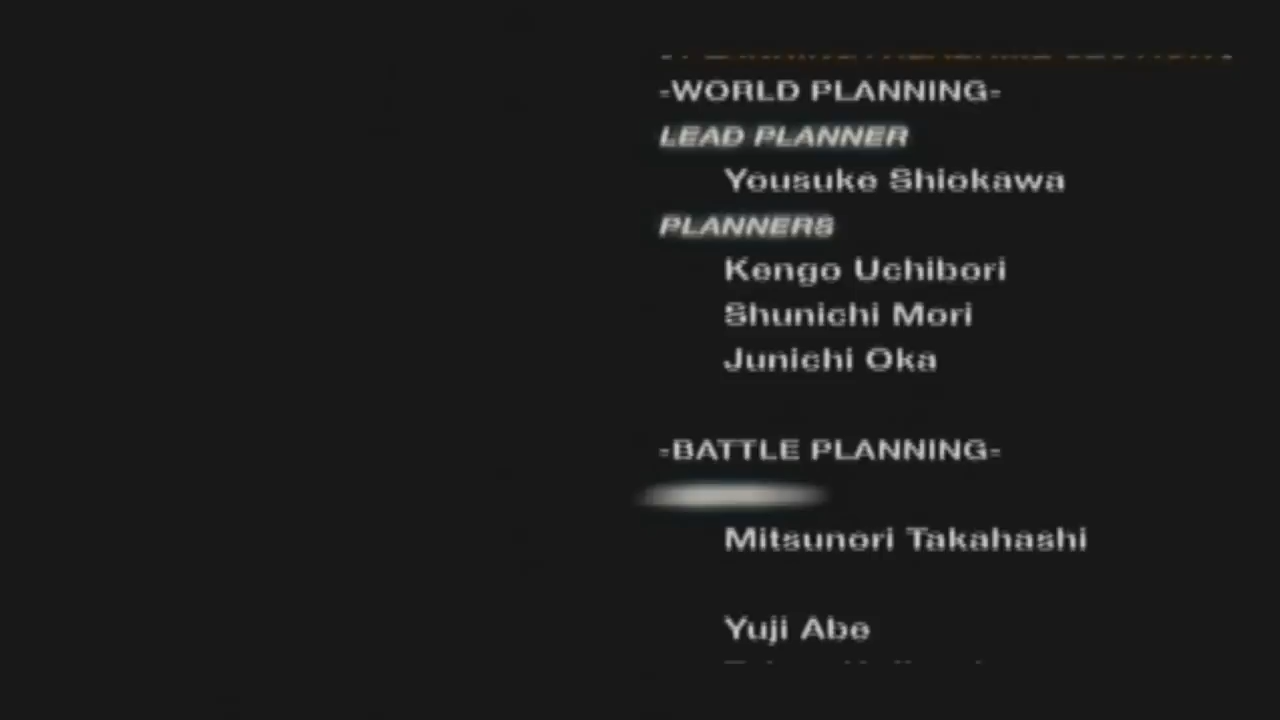 -WORLD PLANNING-
LEAD PLANNER
Yousuke Shiokawa
PLANNERS
Kengo Uchibori
Shunichi Mori
Junichi Oka
-BATTLE PLANNING-
Mitsunori Takahashi
Yuji Abe